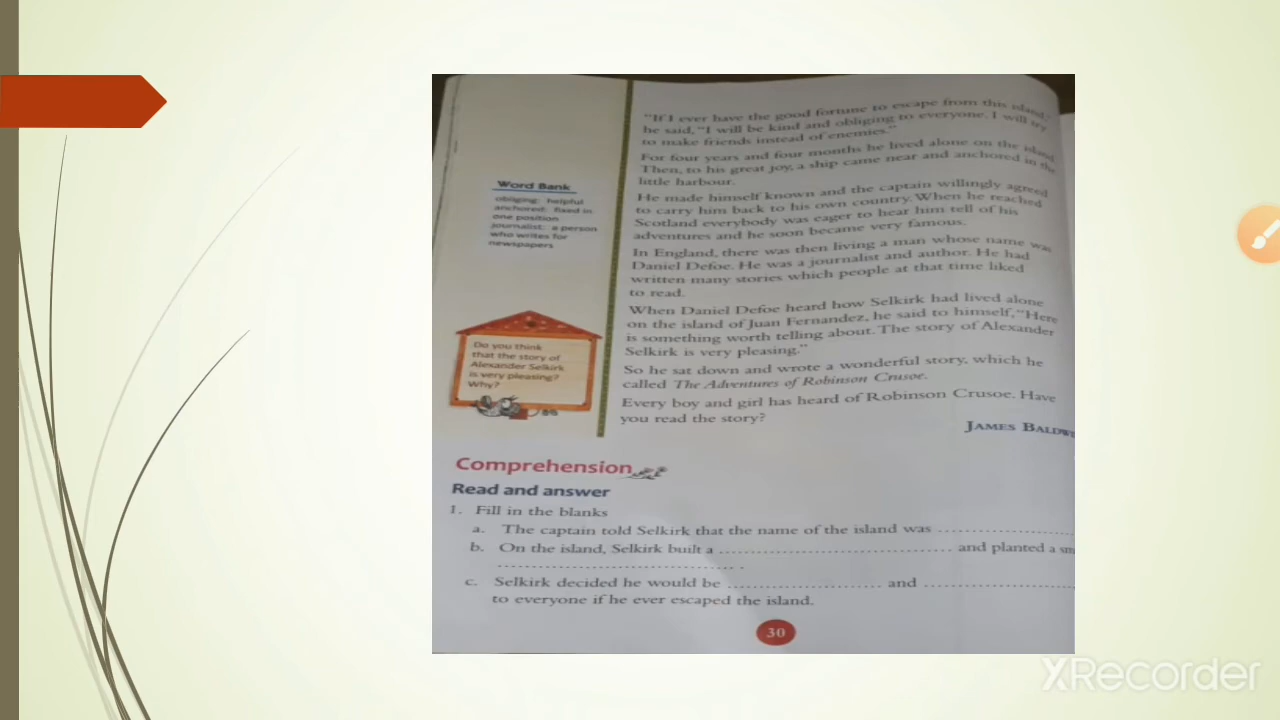 "If I ever have the good fortune to escape from this island,"
he said, "I will be kind and obliging to everyone. I will try
to make friends instead of enemies."
For four years and four months he lived alone on the island.
Then, to his great joy, a ship came near and anchored in the
little harbour.
He made himself known and the captain willingly agreed
to carry him back to his own country. When he reached
Scotland everybody was eager to hear him tell of his
adventures and he soon became very famous.
In England, there was then living a man whose name was
Daniel Defoe. He was a journalist and author. He had
written many stories which people at that time liked
to read.
When Daniel Defoe heard how Selkirk had lived alone
on the island of Juan Fernandez, he said to himself, "Here
is something worth telling about. The story of Alexander
Selkirk is very pleasing."
So he sat down and wrote a wonderful story, which he
called The Adventures of Robinson Crusoe.
Every boy and girl has heard of Robinson Crusoe. Have
you read the story?
JAMES
Word Bank
obliging: helpful
anchored: fixed in
one position
journalist: a person
who writes for
newspapers
Do you think
that the story of
Alexander Selkirk
is very pleasing?
Why?
Comprehension
Read and answer
1. Fill in the blanks
a. The captain told Selkirk that the name of the island was
b. On the island, Selkirk built a and planted a
.
c. Selkirk decided he would be and
to everyone if he ever escaped the island.
30
XRecorder